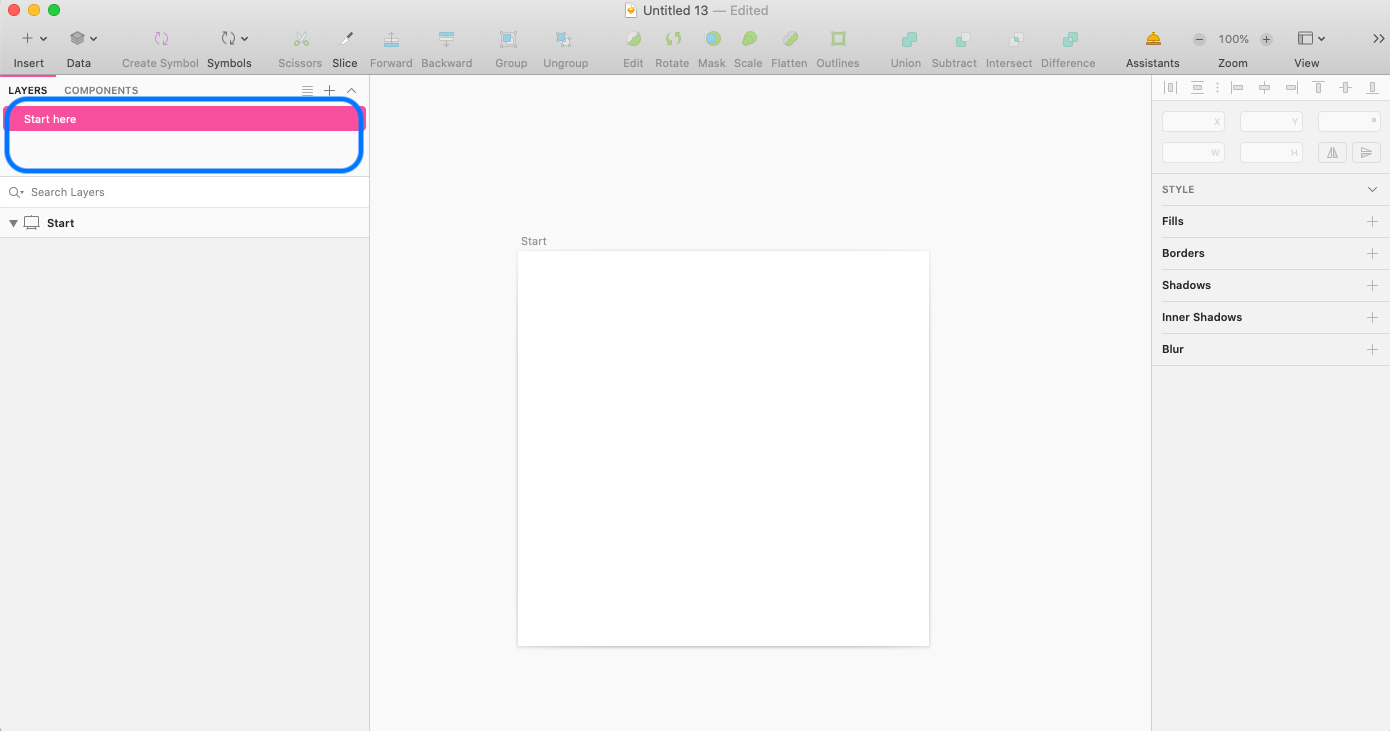 Untitled 13 — Edited
Insert Data Create Symbol Symbols Scissors Slice Forward Backward Group Ungroup Edit Rotate Mask Scale Flatten Outlines Union Subtract Intersect Difference Assistants 100% Zoom View
LAYERS COMPONENTS
Start here
X Y °
W H
Search Layers
STYLE
Start
Fills
Start
Borders
Shadows
Inner Shadows
Blur